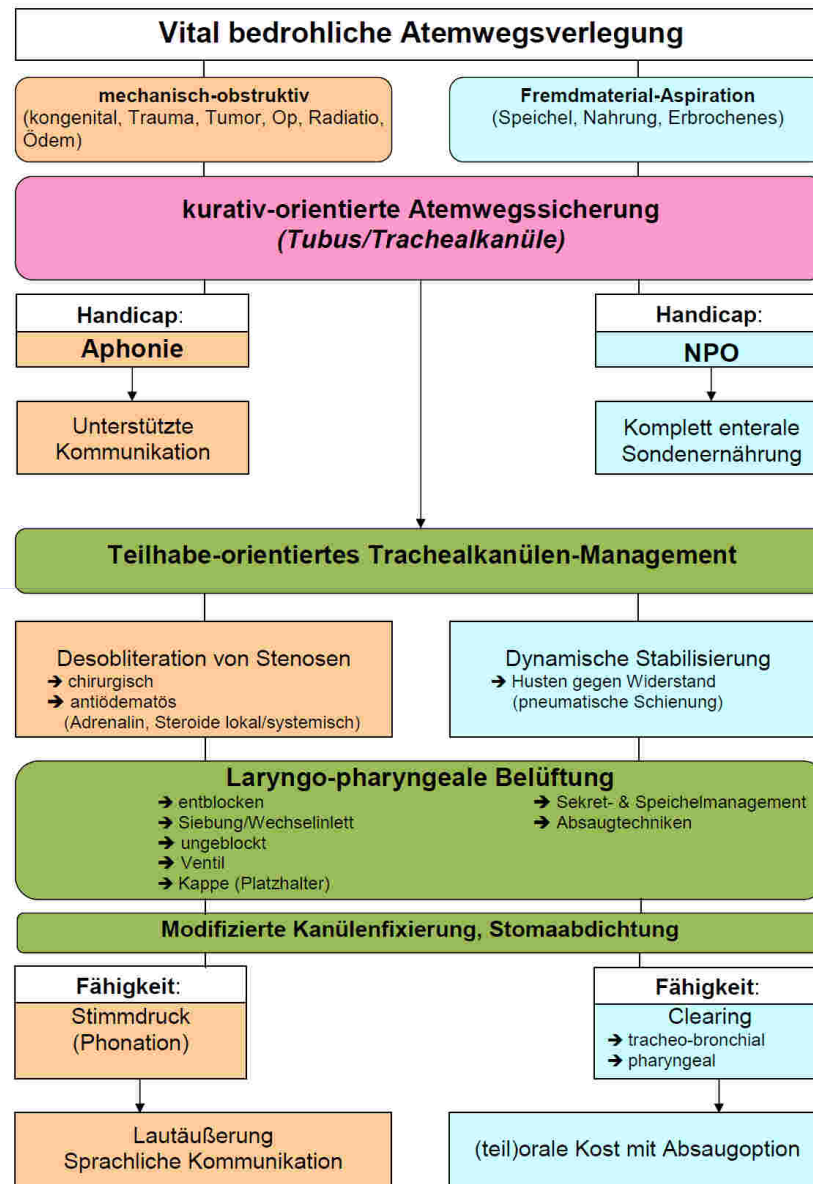 Vital bedrohliche Atemwegsverlegung
mechanisch-obstruktiv
(kongenital, Trauma, Tumor, Op, Radiatio,
Ödem)
Fremdmaterial-Aspiration
(Speichel, Nahrung, Erbrochenes)
kurativ-orientierte Atemwegssicherung
(Tubus/Trachealkanüle)
Handicap:
Aphonie
Handicap:
NPO
Unterstützte
Kommunikation
Komplett enterale
Sondenernährung
Teilhabe-orientiertes Trachealkanülen-Management
Desobliteration von Stenosen
➔ chirurgisch
➔ antiödematös
(Adrenalin, Steroide lokal/systemisch)
Dynamische Stabilisierung
➔ Husten gegen Widerstand
(pneumatische Schienung)
Laryngo-pharyngeale Belüftung
➔ entblocken
➔ Siebung/Wechselinlett
➔ ungeblockt
➔ Ventil
➔ Kappe (Platzhalter)
➔ Sekret- & Speichelmanagement
➔ Absaugtechniken
Modifizierte Kanülenfixierung, Stomaabdichtung
Fähigkeit:
Stimmdruck
(Phonation)
Fähigkeit:
Clearing
➔ tracheo-bronchial
➔ pharyngeal
Lautäußerung
Sprachliche Kommunikation
(teil)orale Kost mit Absaugoption